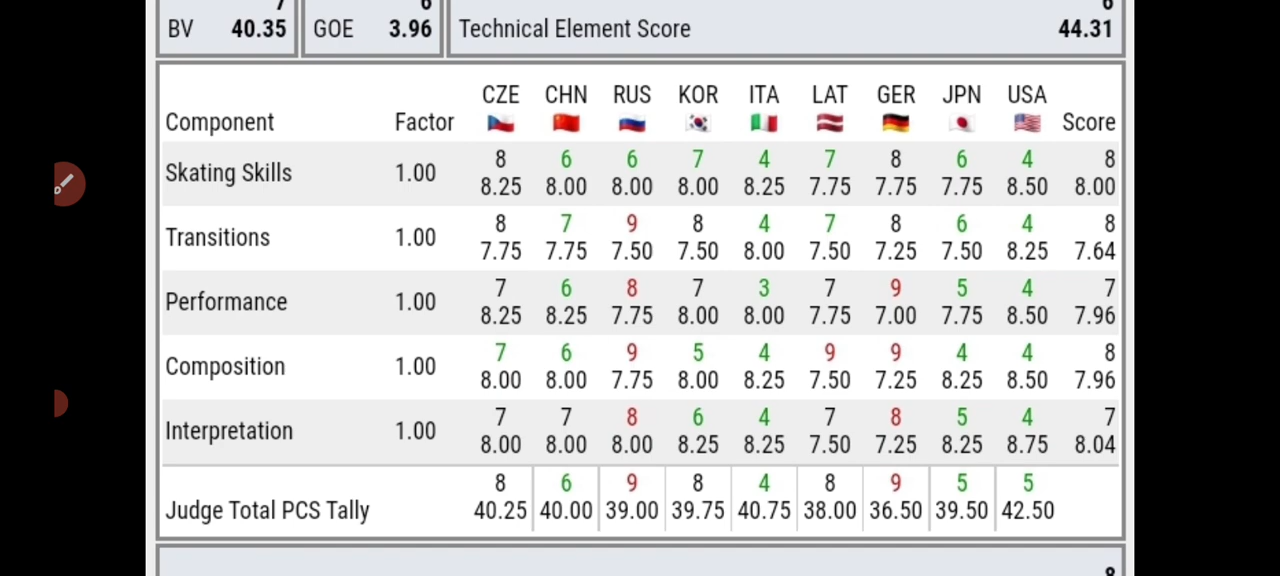 7 6 6
BV 40.35 GOE 3.96 Technical Element Score 44.31
CZE CHN RUS KOR ITA LAT GER JPN USA
Component Factor Score
8 6 6 7 4 7 8 6 4 8
Skating Skills 1.00
8.25 8.00 8.00 8.00 8.25 7.75 7.75 7.75 8.50 8.00
8 7 9 8 4 7 8 6 4 8
Transitions 1.00
7.75 7.75 7.50 7.50 8.00 7.50 7.25 7.50 8.25 7.64
7 6 8 7 3 7 9 5 4 7
Performance 1.00
8.25 8.25 7.75 8.00 8.00 7.75 7.00 7.75 8.50 7.96
7 6 9 5 4 9 9 4 4 8
Composition 1.00
8.00 8.00 7.75 8.00 8.25 7.50 7.25 8.25 8.50 7.96
7 7 8 6 4 7 8 5 4 7
Interpretation 1.00
8.00 8.00 8.00 8.25 8.25 7.50 7.25 8.25 8.75 8.04
8 6 9 8 4 8 9 5 5
Judge Total PCS Tally 40.25 40.00 39.00 39.75 40.75 38.00 36.50 39.50 42.50
8